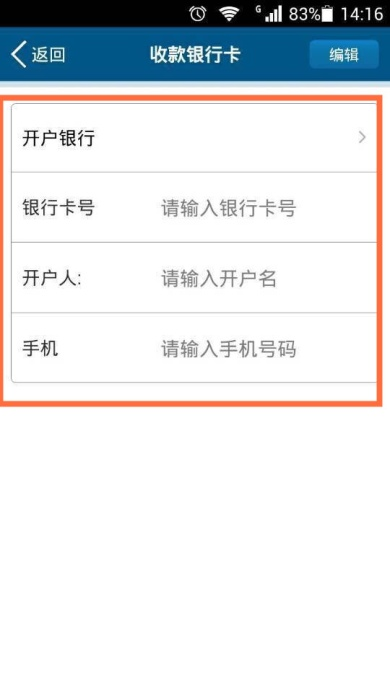 G 83% 14:16
返回 收款银行卡 编辑
开户银行
银行卡号 请输入银行卡号
开户人: 请输入开户名
手机 请输入手机号码